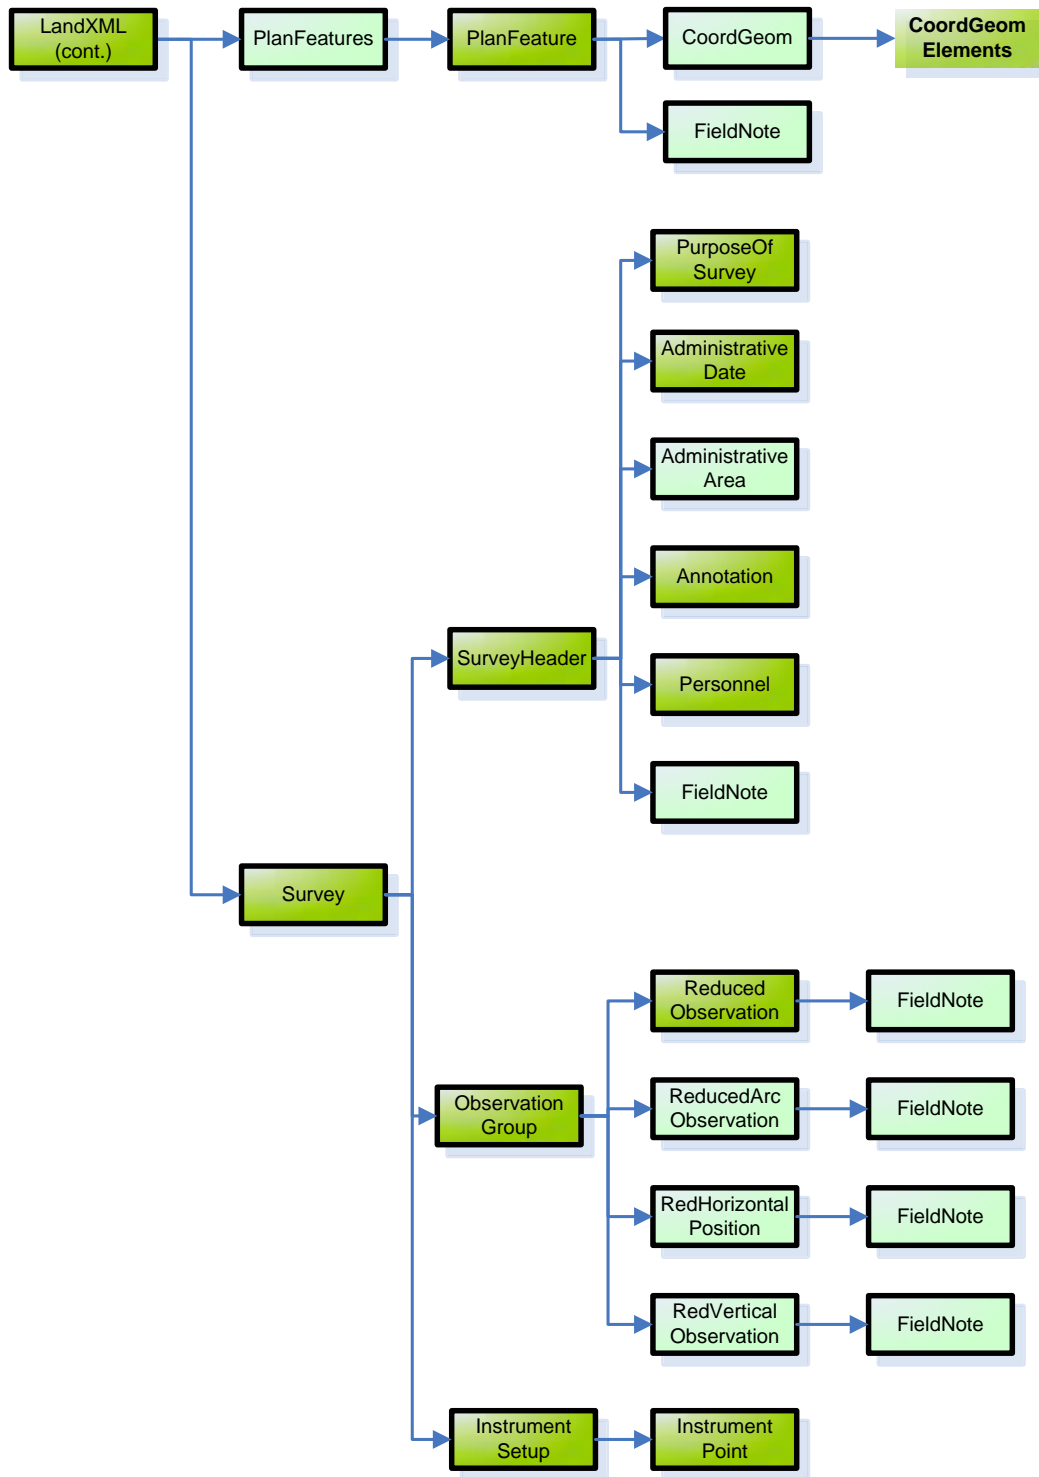 LandXML
(cont.)
PlanFeatures
PlanFeature
CoordGeom
CoordGeom
Elements
FieldNote
PurposeOf
Survey
Administrative
Date
Administrative
Area
Annotation
SurveyHeader
Personnel
FieldNote
Survey
Reduced
Observation
FieldNote
Observation
Group
ReducedArc
Observation
FieldNote
RedHorizontal
Position
FieldNote
RedVertical
Observation
FieldNote
Instrument
Setup
Instrument
Point